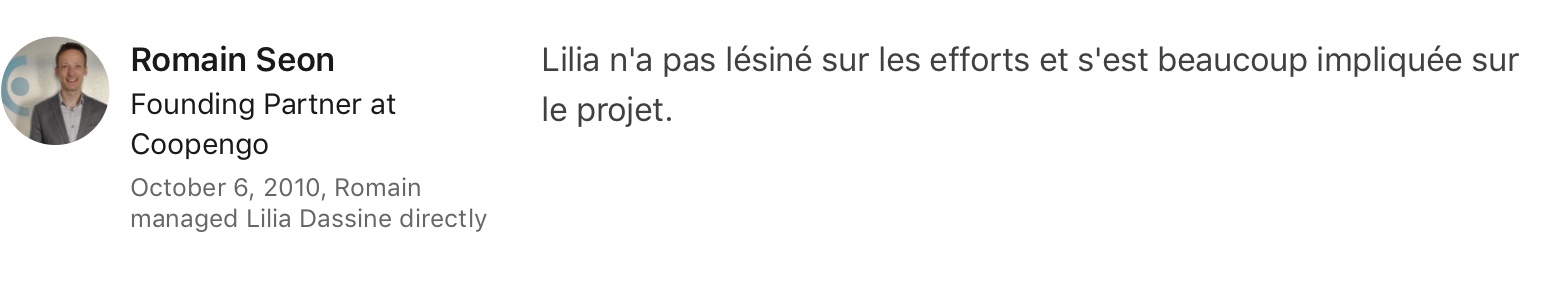 Romain Seon
Founding Partner at
Coopengo
October 6, 2010, Romain
managed Lilia Dassine directly
Lilia n'a pas lésiné sur les efforts et s'est beaucoup impliquée sur
le projet.